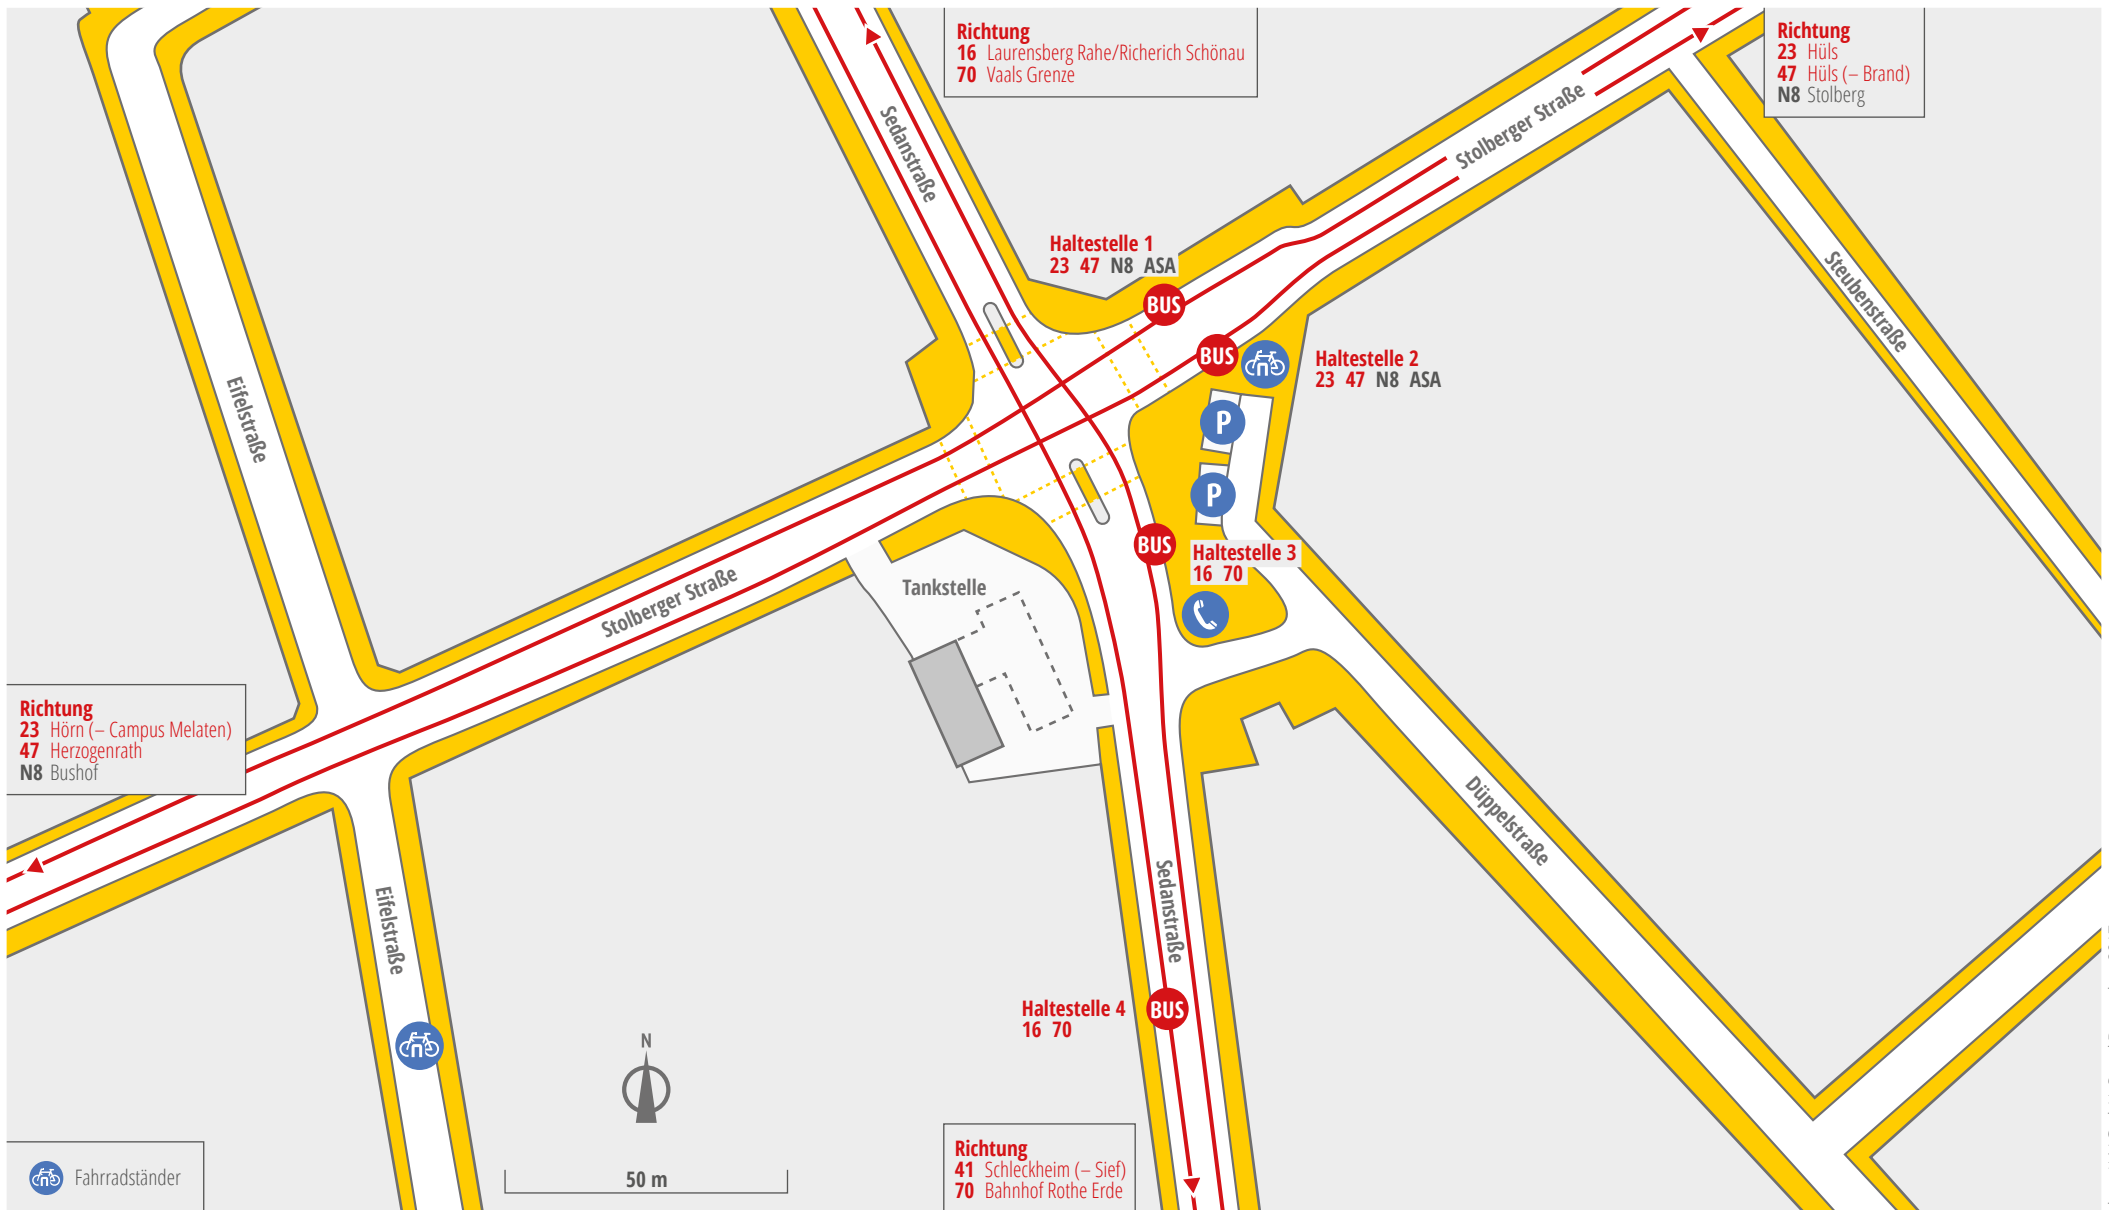 Richtung
16 Laurensberg Rahe/Richerich Schönau
70 Vaals Grenze
Richtung
23 Hüls
47 Hüls (– Brand)
N8 Stolberg
Sedanstraße
Stolberger Straße
Haltestelle 1
23 47 N8 ASA
Steubenstraße
BUS
BUS
Haltestelle 2
23 47 N8 ASA
Eifelstraße
P
P
BUS
Haltestelle 3
16 70
Tankstelle
Stolberger Straße
Richtung
23 Hörn (– Campus Melaten)
47 Herzogenrath
N8 Bushof
Düppelstraße
Sedanstraße
Eifelstraße
Haltestelle 4
16 70
BUS
N
Fahrradständer
50 m
Richtung
41 Schleckheim (– Sief)
70 Bahnhof Rothe Erde